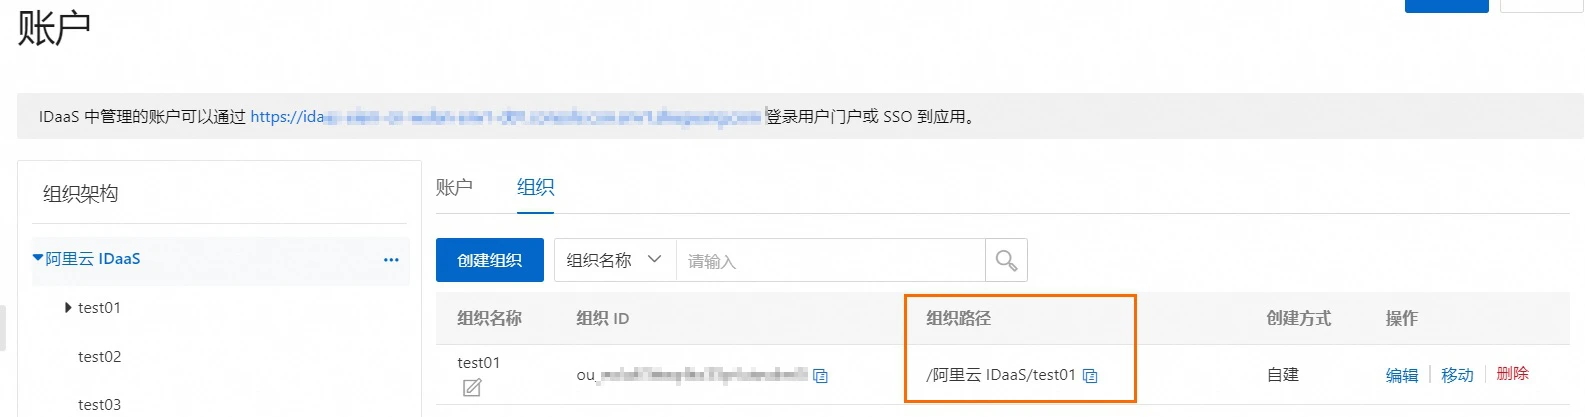 账户
IDaaS 中管理的账户可以通过 https://ida 登录用户门户或 SSO 到应用。
组织架构
阿里云 IDaaS
test01
test02
test03
账户 组织
创建组织 组织名称 请输入
组织名称 组织 ID 组织路径 创建方式 操作
test01 ou_ /阿里云 IDaaS/test01 自建 编辑 移动 删除